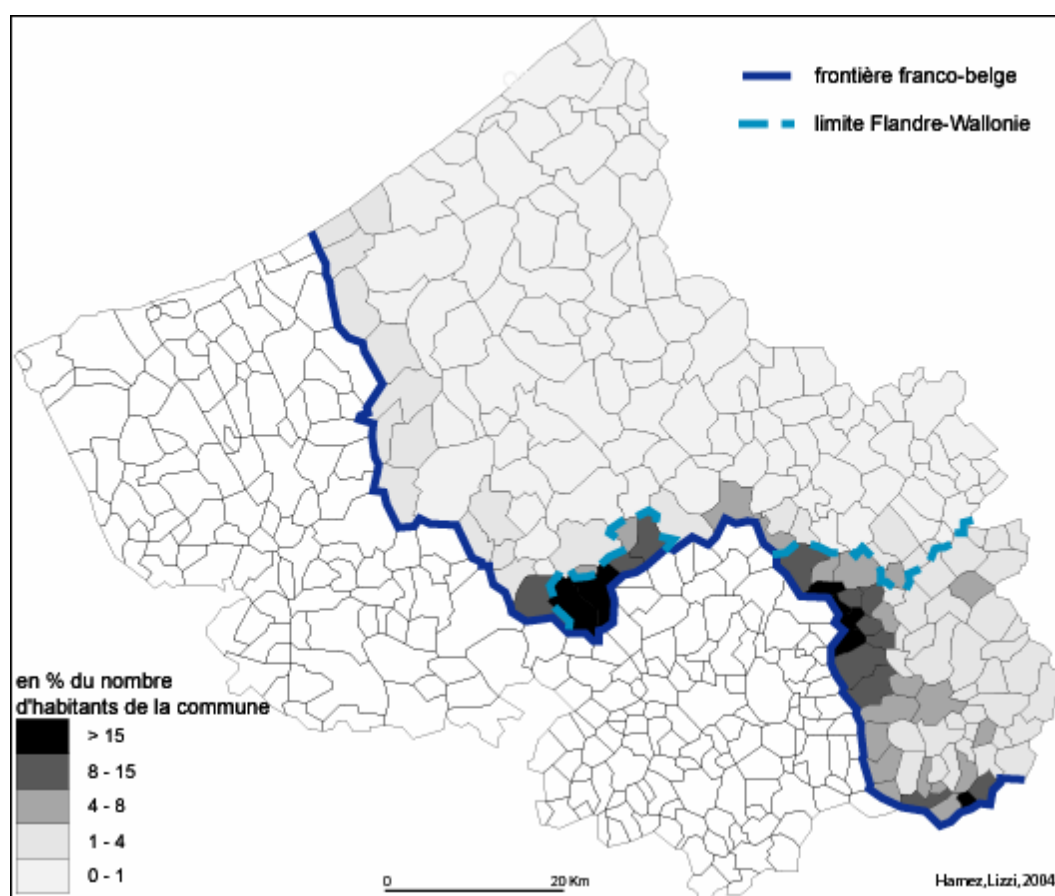 frontière franco-belge
limite Flandre-Wallonie
en % du nombre
d'habitants de la commune
> 15
8 - 15
4 - 8
1 - 4
0 - 1
0 20 Km
Hamez,Lizzi,2004